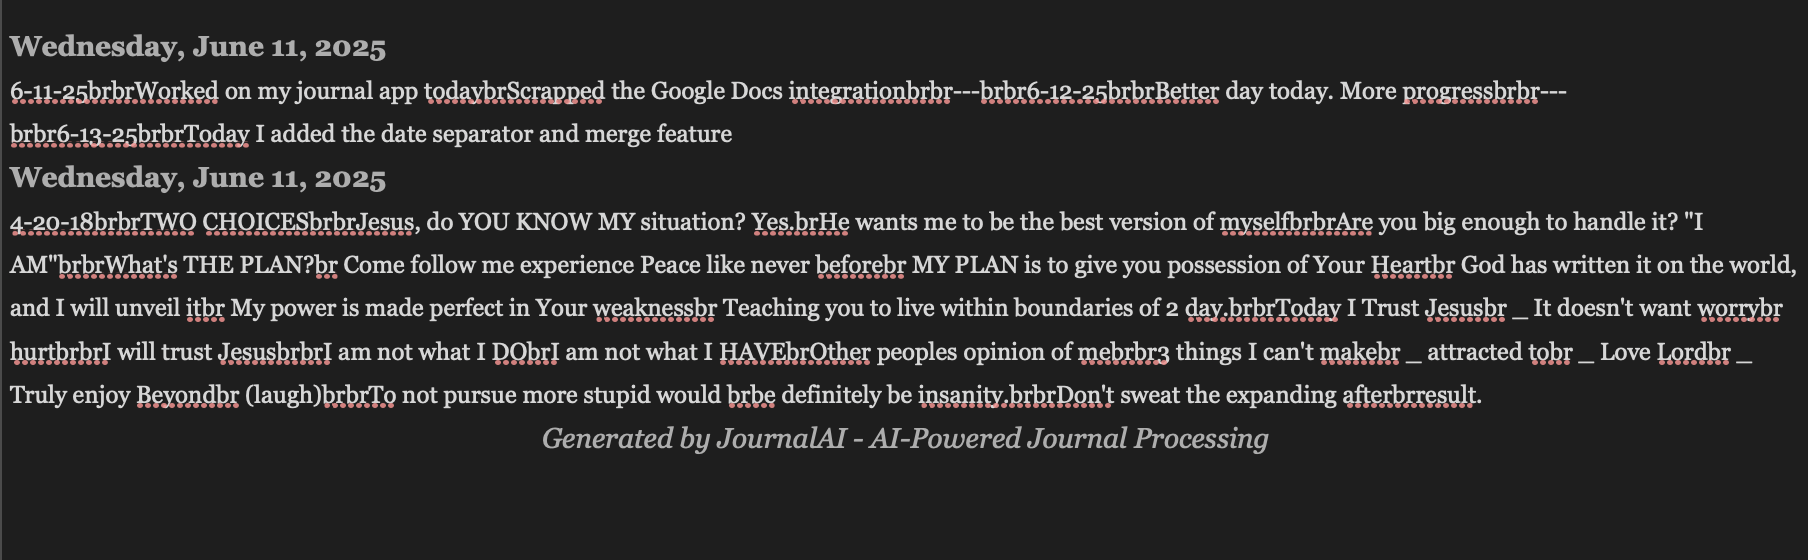 Wednesday, June 11, 2025
6-11-25brbrWorked on my journal app todaybrScrapped the Google Docs integrationbrbr---brbr6-12-25brbrBetter day today. More progressbrbr---
brbr6-13-25brbrToday I added the date separator and merge feature
Wednesday, June 11, 2025
4-20-18brbrTWO CHOICESbrbrJesus, do YOU KNOW MY situation? Yes.brHe wants me to be the best version of myselfbrbrAre you big enough to handle it? "I
AM"brbrWhat's THE PLAN?br Come follow me experience Peace like never beforebr MY PLAN is to give you possession of Your Heartbr God has written it on the world,
and I will unveil itbr My power is made perfect in Your weaknessbr Teaching you to live within boundaries of 2 day.brbrToday I Trust Jesusbr _ It doesn't want worrybr
hurtbrbrI will trust JesusbrbrI am not what I DObrI am not what I HAVEbrOther peoples opinion of mebrbr3 things I can't makebr _ attracted tobr _ Love Lordbr _
Truly enjoy Beyondbr (laugh)brbrTo not pursue more stupid would brbe definitely be insanity.brbrDon't sweat the expanding afterbrresult.
Generated by JournalAI - AI-Powered Journal Processing